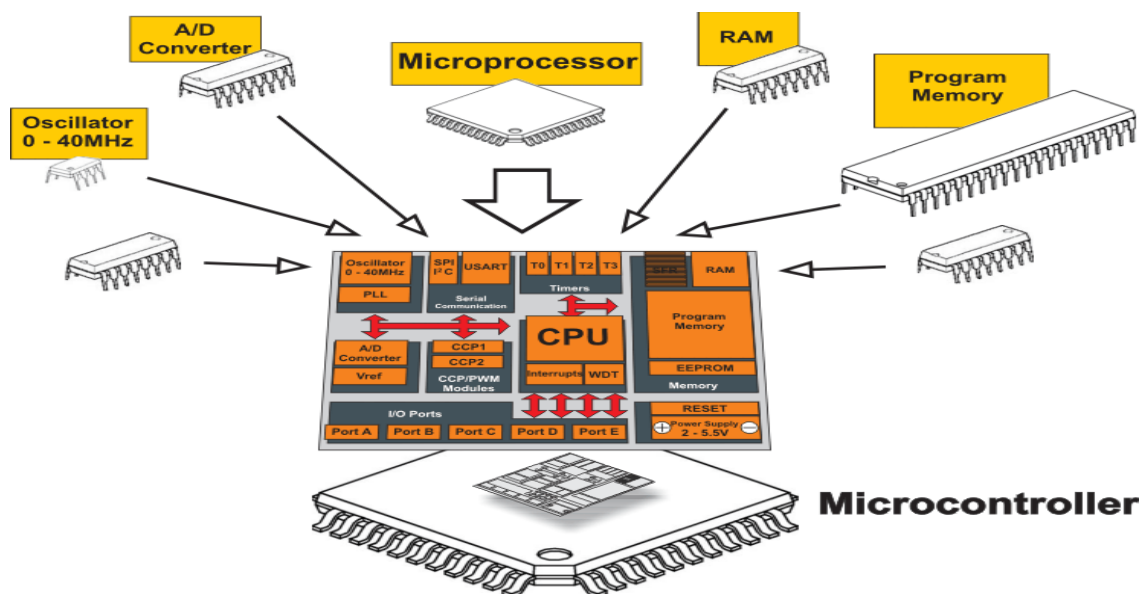 A/D
Converter
Microprocessor
RAM
Program
Memory
Oscillator
0 - 40MHz
Oscillator
0 - 40MHz
PLL
SPI
I²C
USART
Serial
Communication
T0
T1
T2
T3
Timers
SFR
RAM
Program
Memory
EEPROM
Memory
A/D
Converter
Vref
CCP1
CCP2
CCP/PWM
Modules
CPU
Interrupts
WDT
I/O Ports
Port A
Port B
Port C
Port D
Port E
RESET
+
Power Supply
2 - 5.5V
−
Microcontroller